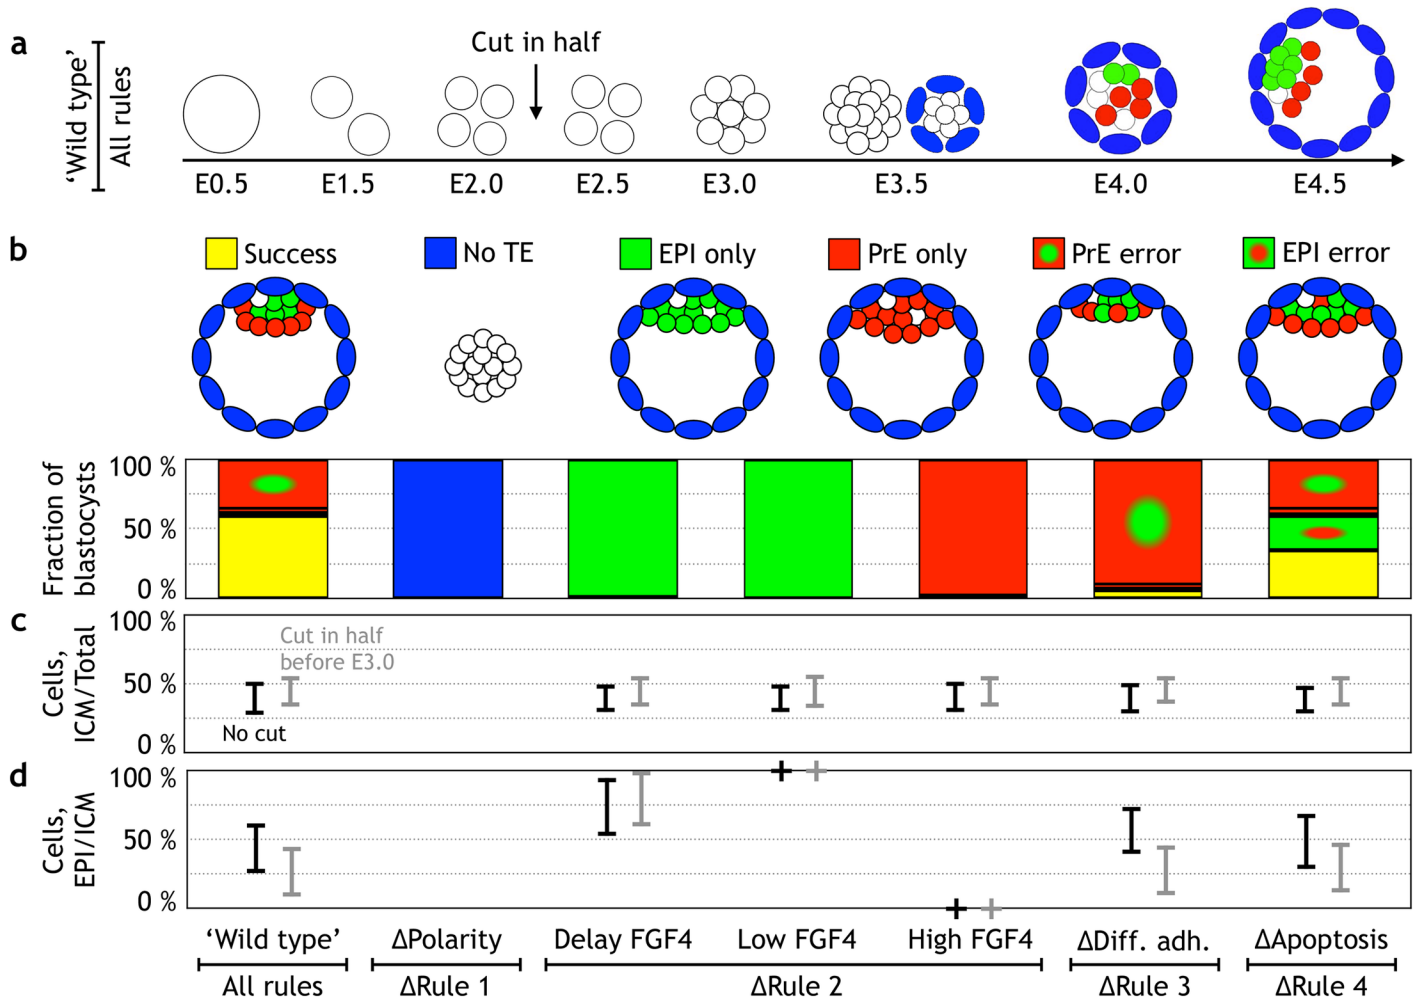 a
‘Wild type’
All rules
Cut in half
E0.5 E1.5 E2.0 E2.5 E3.0 E3.5 E4.0 E4.5
b
Success No TE EPI only PrE only PrE error EPI error
Fraction of
blastocysts
100 %
50 %
0 %
c
Cells,
ICM/Total
100 %
50 %
0 %
Cut in half
before E3.0
No cut
d
Cells,
EPI/ICM
100 %
50 %
0 %
‘Wild type’ ΔPolarity Delay FGF4 Low FGF4 High FGF4 ΔDiff. adh. ΔApoptosis
All rules ΔRule 1 ΔRule 2 ΔRule 3 ΔRule 4